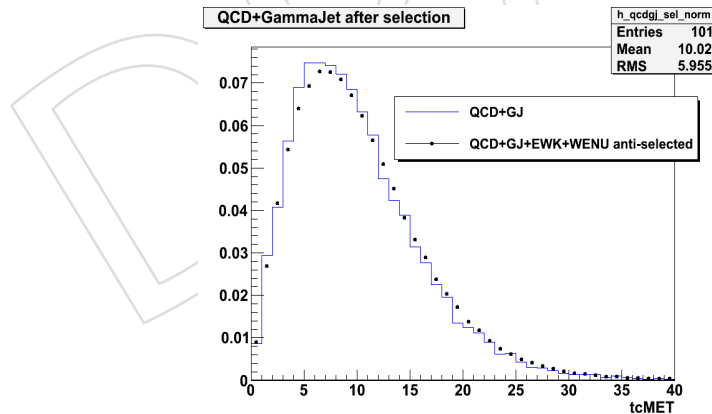 QCD+GammaJet after selection
h_qcdgj_sel_norm
Entries 101
Mean 10.02
RMS 5.955
QCD+GJ
QCD+GJ+EWK+WENU anti-selected
0.07
0.06
0.05
0.04
0.03
0.02
0.01
0
0 5 10 15 20 25 30 35 40
tcMET